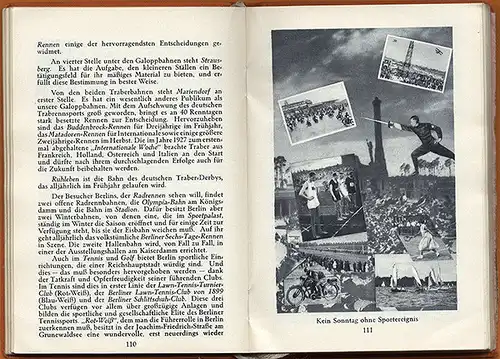 Rennen einige der hervorragendsten Entscheidungen ge-
widmet.
An vierter Stelle unter den Galoppbahnen steht Straus-
berg. Es hat die Aufgabe, den kleineren Ställen ein Be-
tätigungsfeld für ihr mäßiges Material zu bieten, und er-
füllt diese Bestimmung in bester Weise.
Von den beiden Traberbahnen steht Mariendorf an
erster Stelle. Es hat ein wesentlich anderes Publikum als
unsere Galoppbahnen. Mit dem Aufschwung des deutschen
Trabrennsports groß geworden, bringt es an 40 Renntagen
stark besetzte Rennen zur Entscheidung. Hervorzuheben
sind das Buddenbrock-Rennen für Dreijährige im Frühjahr,
das Matadoren-Rennen für Internationale sowie einige größere
Zweijährige-Rennen im Herbst. Die im Jahre 1927 zum erst-
enmal abgehaltene „Internationale Woche" brachte Traber aus
Frankreich, Holland, Österreich und Italien an den Start
und dürfte nach ihrem durchschlagenden Erfolge auch für
die Zukunft beibehalten werden.
Ruhleben ist die Bahn des deutschen Traber-Derbys,
das alljährlich im Frühjahr gelaufen wird.
Der Besucher Berlins, der Radrennen sehen will, findet
zwei offene Radrennbahnen, die Olympia-Bahn am Königs-
damm und die Bahn im Stadion. Dafür besitzt Berlin aber
zwei Winterbahnen, von denen eine, die im Sportpalast,
ständig im Winter die Saison eröffnet und für einige Zeit zur
Verfügung steht, bis sie der Eisbahn weichen muß. Auf ihr
geht alljährlich das volkstümliche Berliner Sechs-Tage-Rennen
in Szene. Die zweite Hallenbahn wird, von Fall zu Fall, in
einer der Ausstellungshallen am Kaiserdamm errichtet.
Auch im Tennis und Golf bietet Berlin sportliche Ein-
richtungen, die einer Reichshauptstadt würdig sind. Und
dies — das muß besonders hervorgehoben werden — dank
der Tatkraft und Opferfreudigkeit seiner führenden Clubs.
Im Tennis sind dies in erster Linie der Lawn-Tennis-Turnier-
Club (Rot-Weiß), der Berliner Lawn-Tennis-Club von 1899
(Blau-Weiß) und der Berliner Schlittschuh-Club. Diese drei
Clubs verfügen vor allem über großzügige Anlagen und
bilden die sportliche und gesellschaftliche Elite des Berliner
Tennissports. „Rot-Weiß", dem man die Führerrolle in Berlin
zuerkennen muß, besitzt in der Joachim-Friedrich-Straße am
Grunewaldsee eine wundervolle, erst neuerdings wieder
110
Kein Sonntag ohne Sportereignis
111